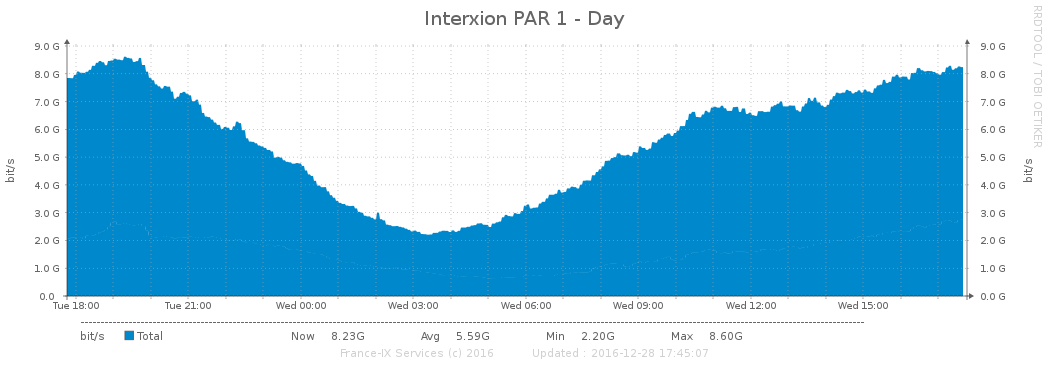 Interxion PAR 1 - Day
RRDTOOL / TOBI OETIKER
bit/s
9.0 G 9.0 G
8.0 G 8.0 G
7.0 G 7.0 G
6.0 G 6.0 G
5.0 G 5.0 G
4.0 G 4.0 G
3.0 G 3.0 G
2.0 G 2.0 G
1.0 G 1.0 G
0.0 0.0 G
bit/s
Tue 18:00 Tue 21:00 Wed 00:00 Wed 03:00 Wed 06:00 Wed 09:00 Wed 12:00 Wed 15:00
bit/s Total Now 8.23G Avg 5.59G Min 2.20G Max 8.60G
France-IX Services (c) 2016 Updated : 2016-12-28 17:45:07